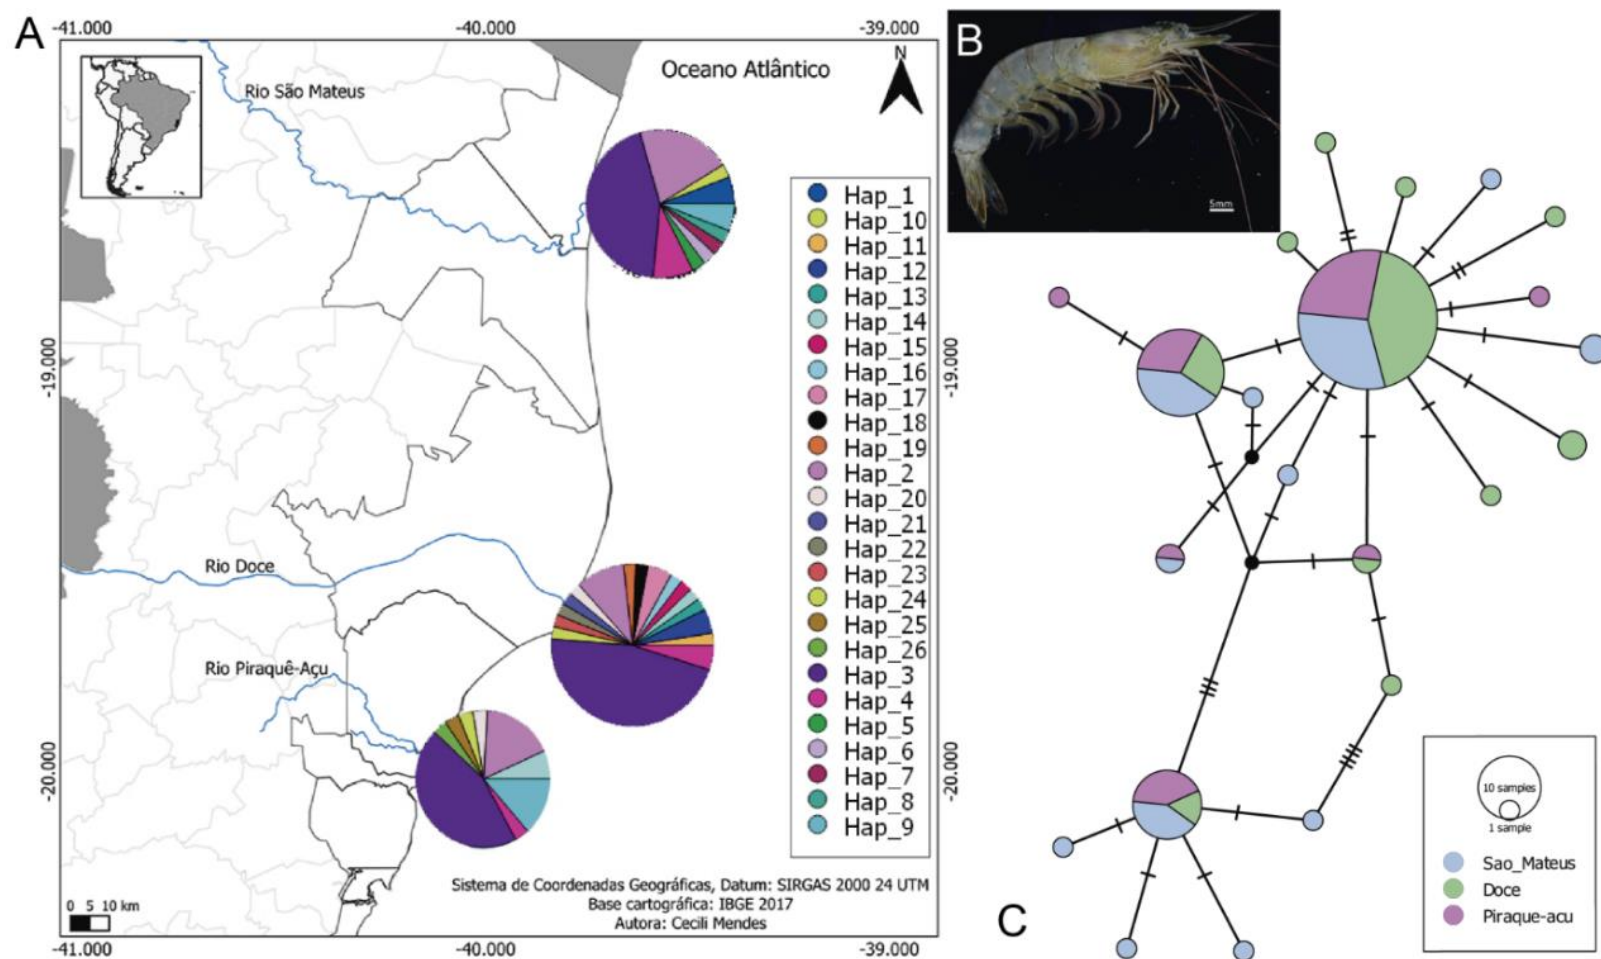 A
-41.000
-40.000
-39.000
Rio São Mateus
Oceano Atlântico
N
-19.000
-19.000
Rio Doce
Rio Piraquê-Açu
-20.000
-20.000
Hap_1
Hap_10
Hap_11
Hap_12
Hap_13
Hap_14
Hap_15
Hap_16
Hap_17
Hap_18
Hap_19
Hap_2
Hap_20
Hap_21
Hap_22
Hap_23
Hap_24
Hap_25
Hap_26
Hap_3
Hap_4
Hap_5
Hap_6
Hap_7
Hap_8
Hap_9
Sistema de Coordenadas Geográficas, Datum: SIRGAS 2000 24 UTM
Base cartográfica: IBGE 2017
Autora: Cecili Mendes
0 5 10 km
-41.000
-40.000
-39.000
B
5mm
C
10 samples
1 sample
Sao_Mateus
Doce
Piraque-acu